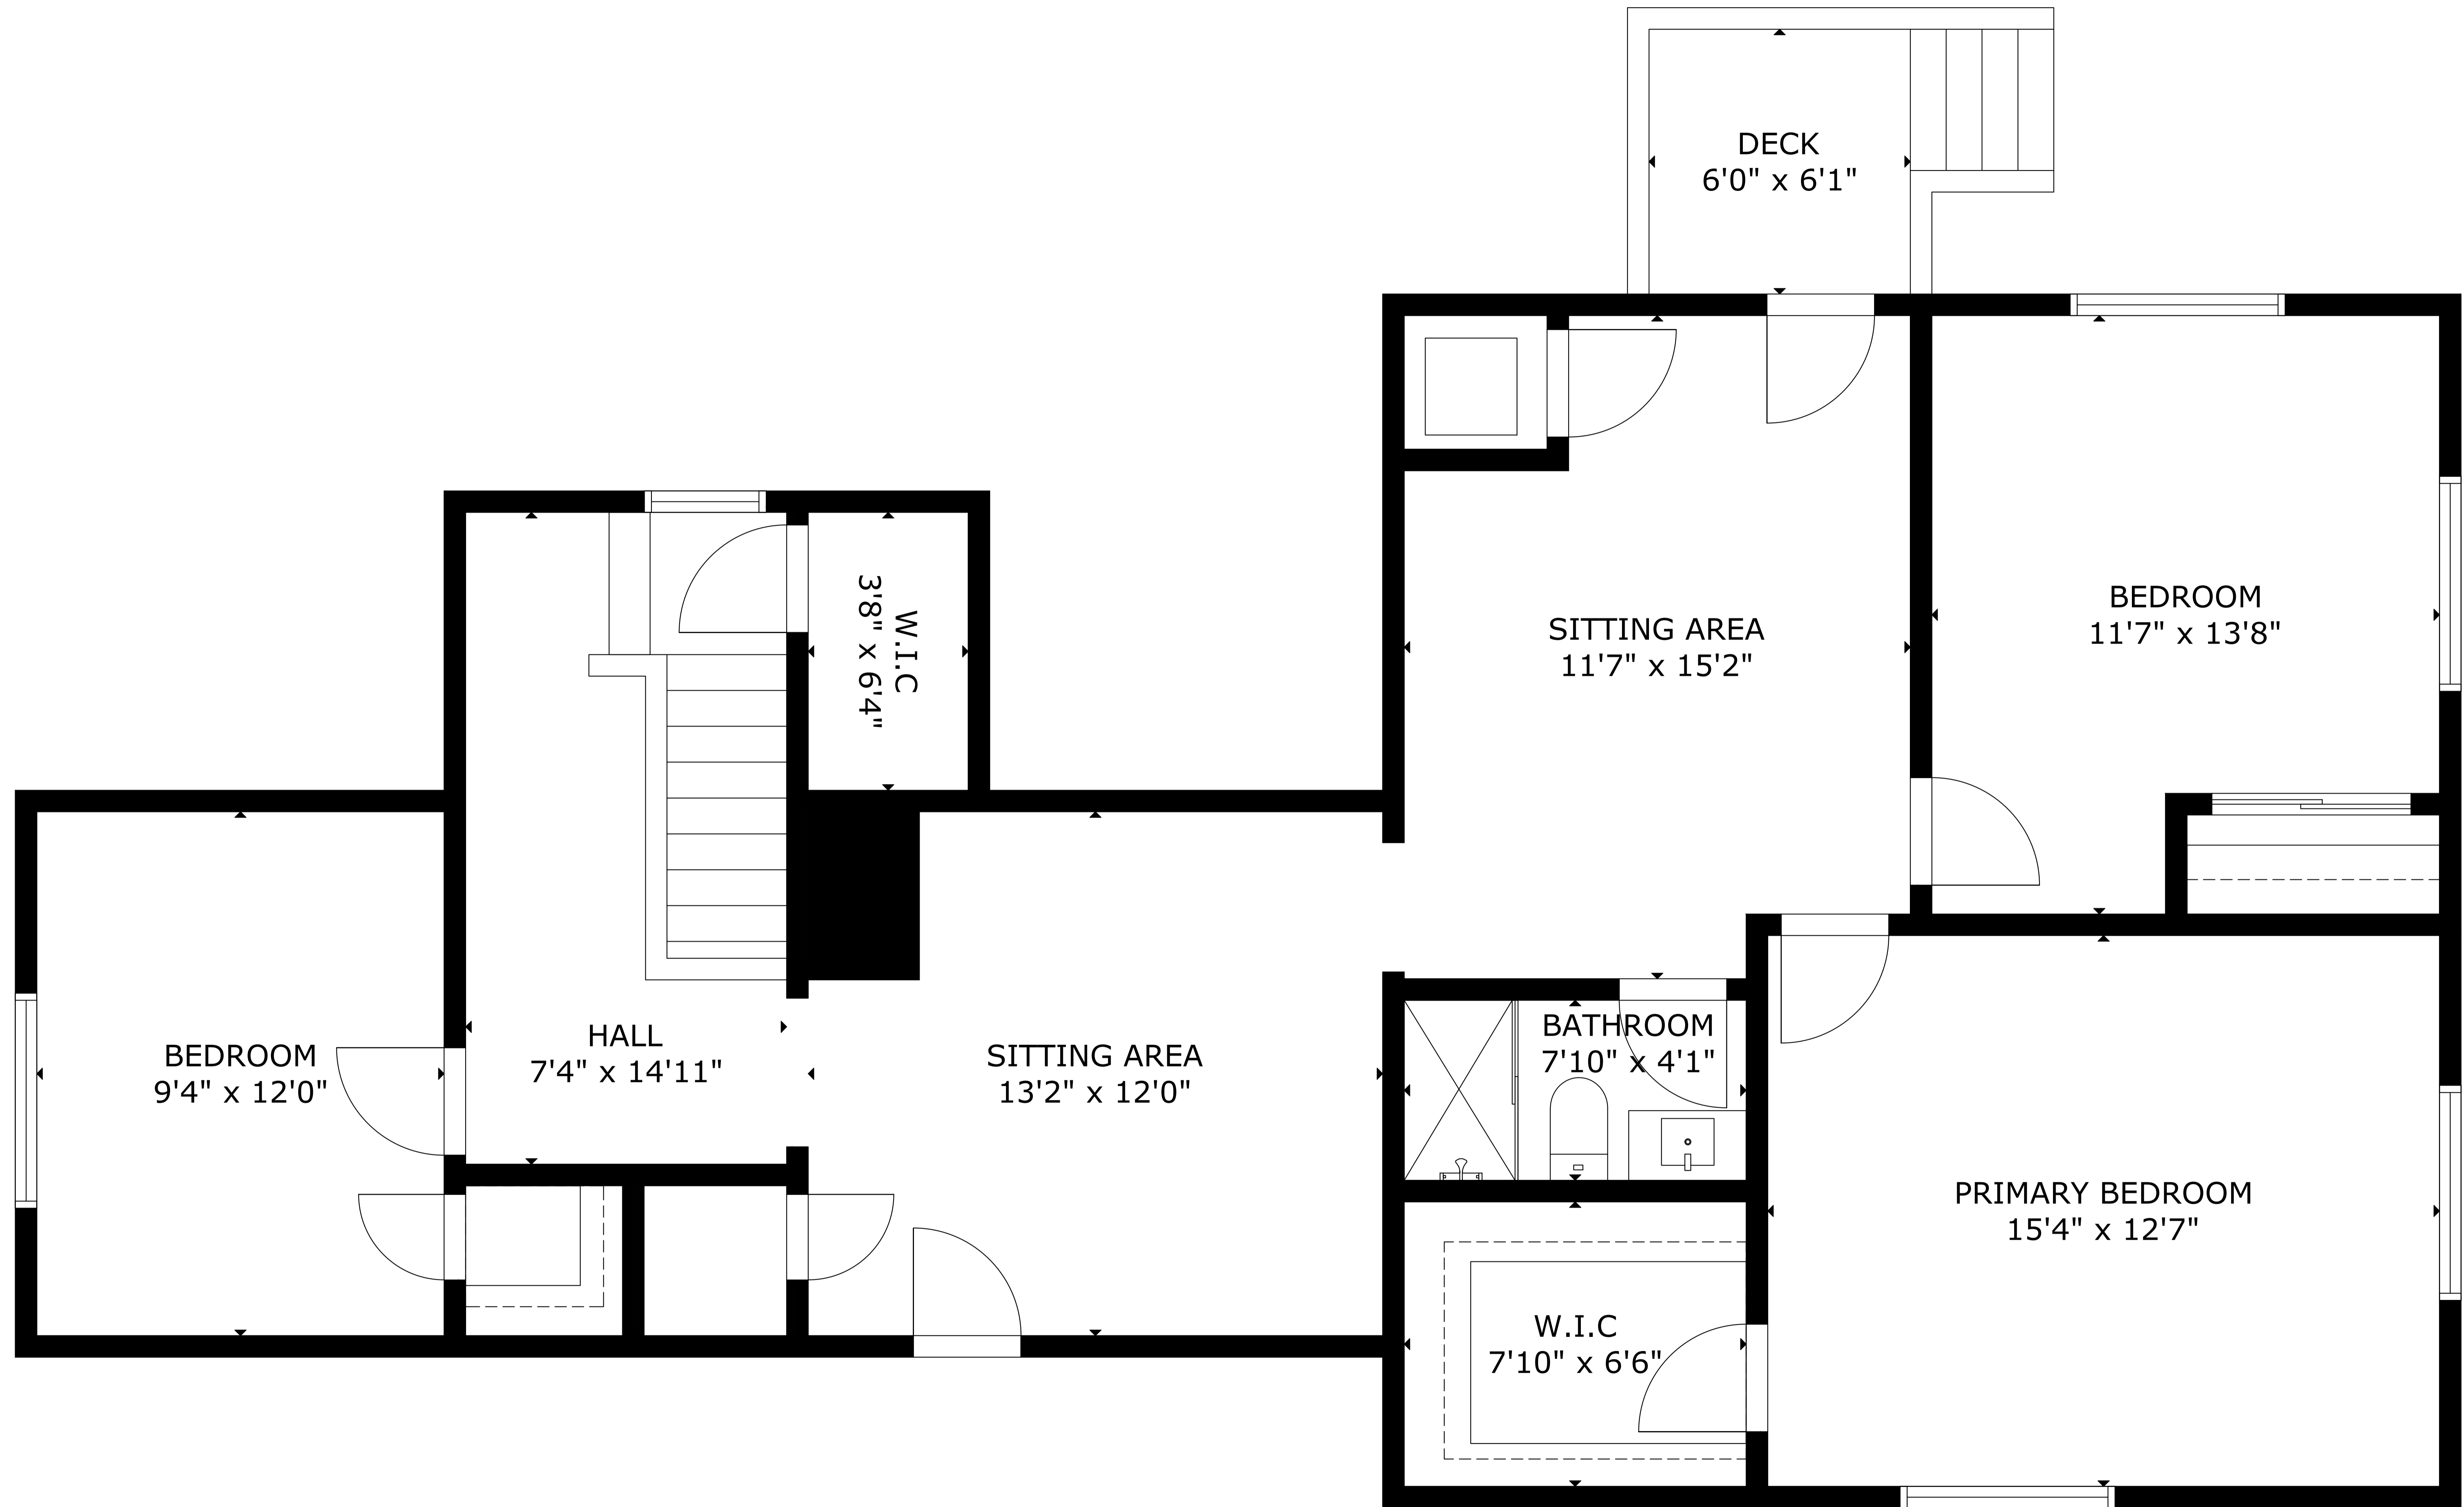 DECK
6'0" x 6'1"
W.I.C
3'8" x 6'4"
SITTING AREA
11'7" x 15'2"
BEDROOM
11'7" x 13'8"
BEDROOM
9'4" x 12'0"
HALL
7'4" x 14'11"
SITTING AREA
13'2" x 12'0"
BATHROOM
7'10" x 4'1"
PRIMARY BEDROOM
15'4" x 12'7"
W.I.C
7'10" x 6'6"